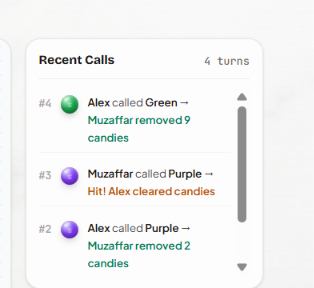 Recent Calls
4 turns
#4
Alex called Green →
Muzaffar removed 9
candies
#3
Muzaffar called Purple →
Hit! Alex cleared candies
#2
Alex called Purple →
Muzaffar removed 2
candies